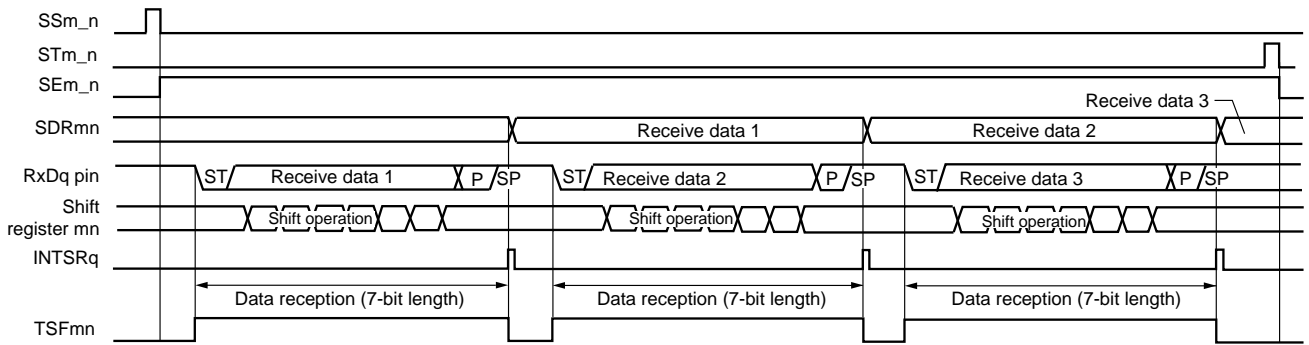 SSm_n
STm_n
SEm_n
Receive data 3
SDRmn
Receive data 1
Receive data 2
RxDq pin
ST
Receive data 1
P
SP
ST
Receive data 2
P
SP
ST
Receive data 3
P
SP
Shift
register mn
Shift operation
Shift operation
Shift operation
INTSRq
Data reception (7-bit length)
Data reception (7-bit length)
Data reception (7-bit length)
TSFmn